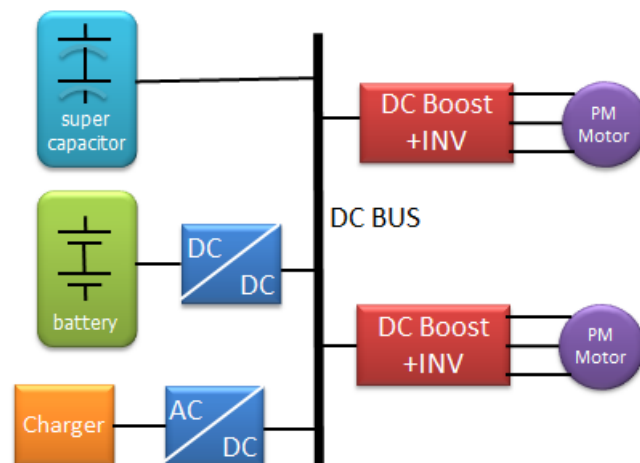 super
capacitor
DC Boost
+INV
PM
Motor
DC BUS
battery
DC
DC
DC Boost
+INV
PM
Motor
Charger
AC
DC